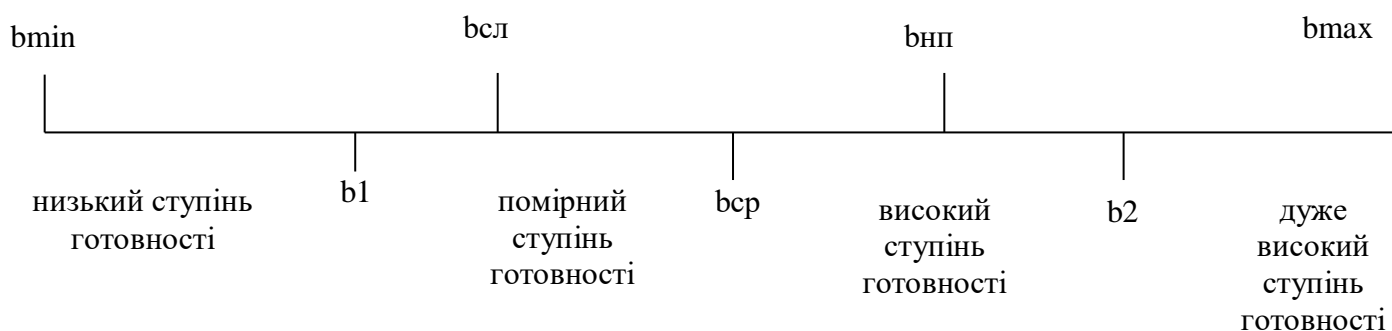 bmin
bсл
bнп
bmax
низький ступінь
готовності
b1
помірний
ступінь
готовності
bср
високий
ступінь
готовності
b2
дуже
високий
ступінь
готовності